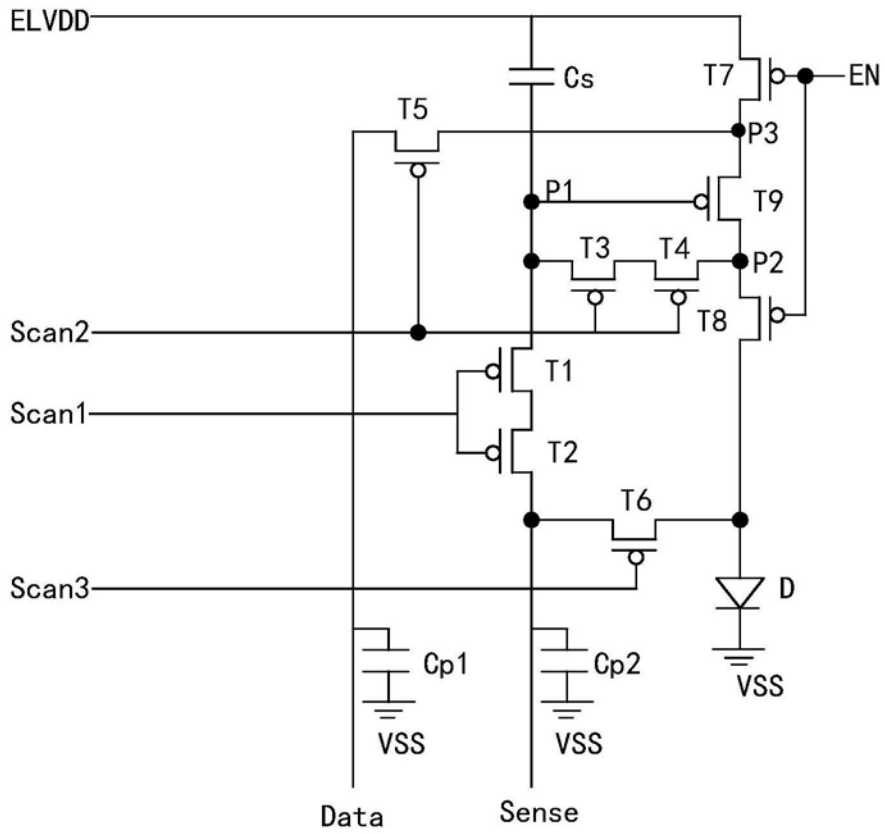 ELVDD
Cs
T7
EN
T5
P3
P1
T9
T3
T4
P2
Scan2
T8
T1
Scan1
T2
T6
Scan3
D
Cp1
Cp2
VSS
VSS
VSS
Data
Sense